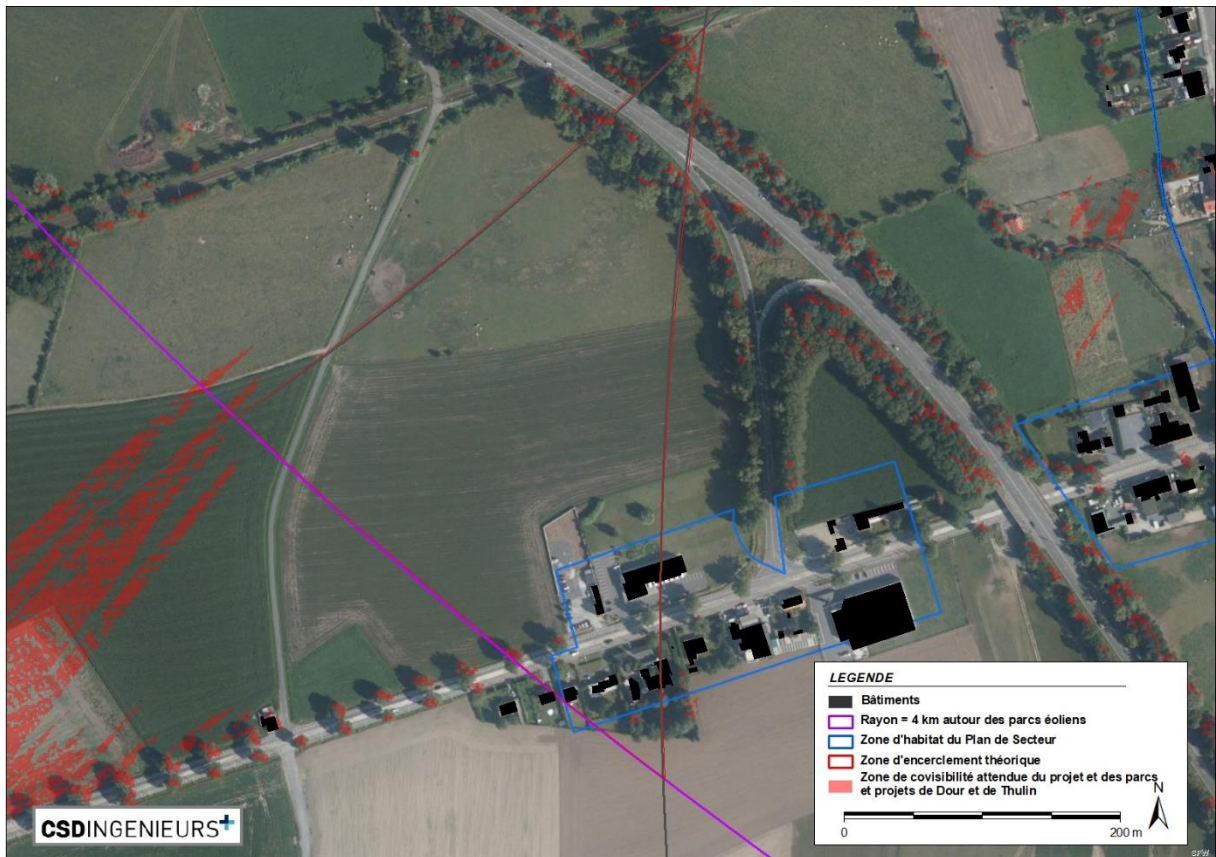 LEGENDE
Bâtiments
Rayon = 4 km autour des parcs éoliens
Zone d'habitat du Plan de Secteur
Zone d'encerclement théorique
Zone de covisibilité attendue du projet et des parcs
et projets de Dour et de Thulin
N
0 200 m
CSDINGENIEURS+
SPW